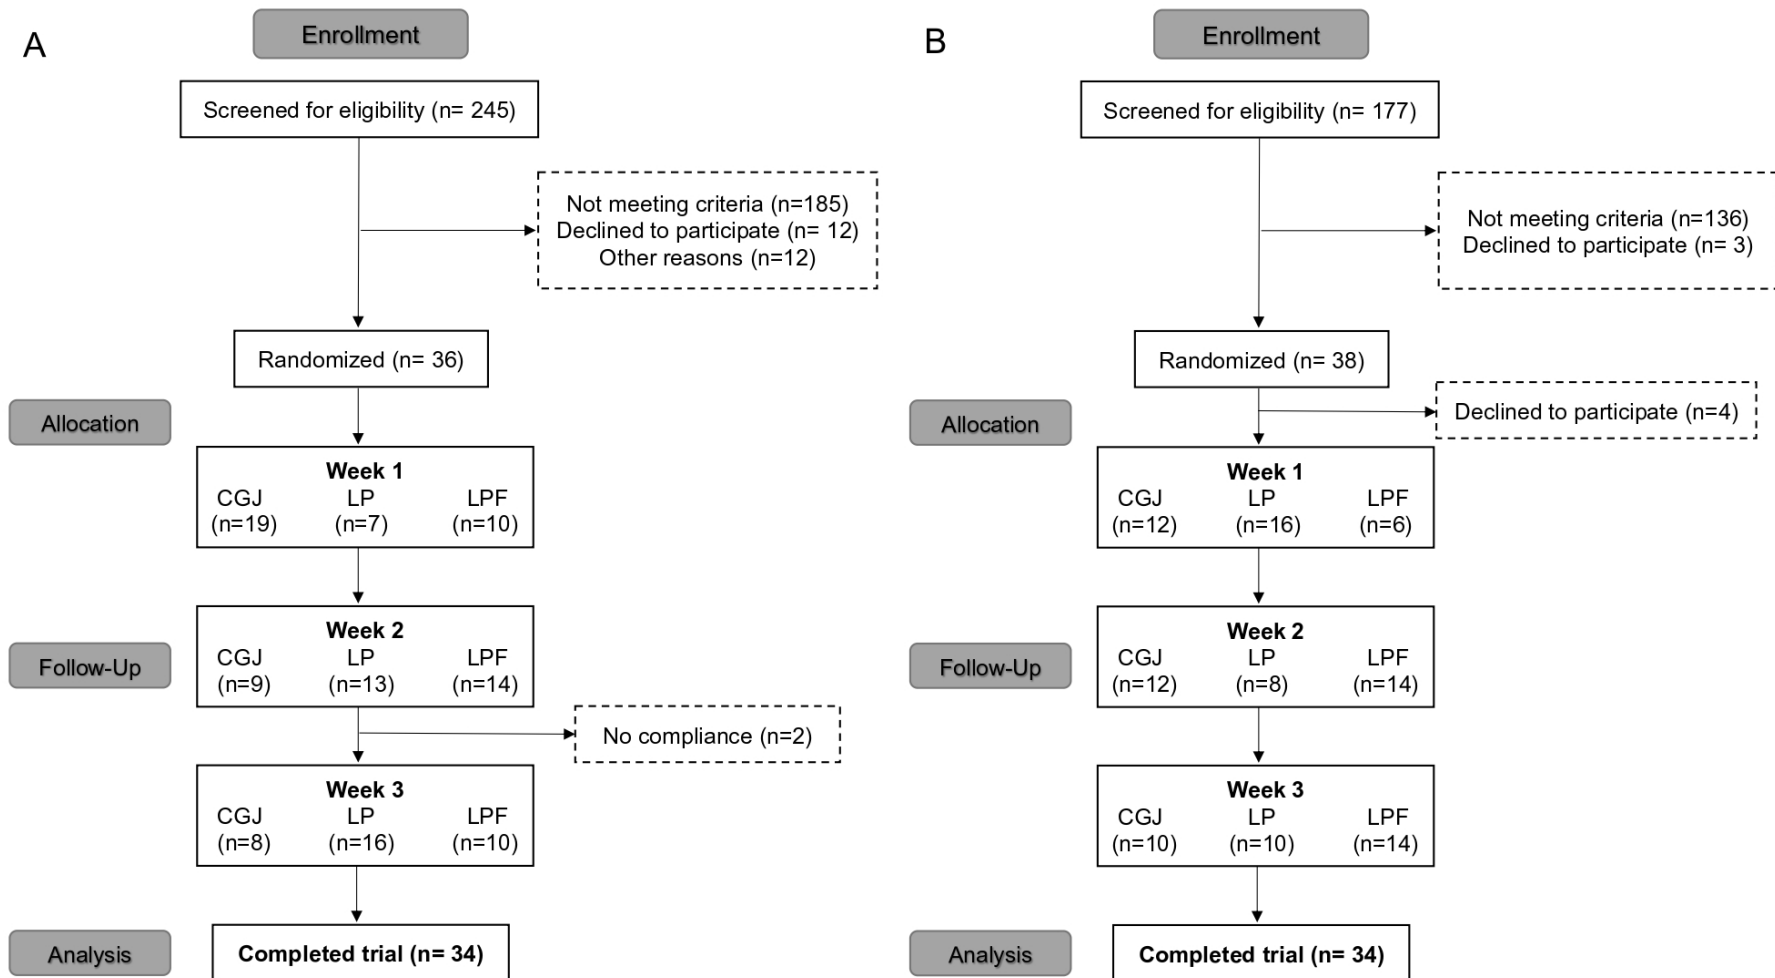 A
Enrollment
Screened for eligibility (n= 245)
Not meeting criteria (n=185)
Declined to participate (n= 12)
Other reasons (n=12)
Randomized (n= 36)
Allocation
Week 1
CGJ LP LPF
(n=19) (n=7) (n=10)
Week 2
Follow-Up
CGJ LP LPF
(n=9) (n=13) (n=14)
No compliance (n=2)
Week 3
CGJ LP LPF
(n=8) (n=16) (n=10)
Analysis
Completed trial (n= 34)
B
Enrollment
Screened for eligibility (n= 177)
Not meeting criteria (n=136)
Declined to participate (n= 3)
Randomized (n= 38)
Declined to participate (n=4)
Allocation
Week 1
CGJ LP LPF
(n=12) (n=16) (n=6)
Week 2
Follow-Up
CGJ LP LPF
(n=12) (n=8) (n=14)
Week 3
CGJ LP LPF
(n=10) (n=10) (n=14)
Analysis
Completed trial (n= 34)